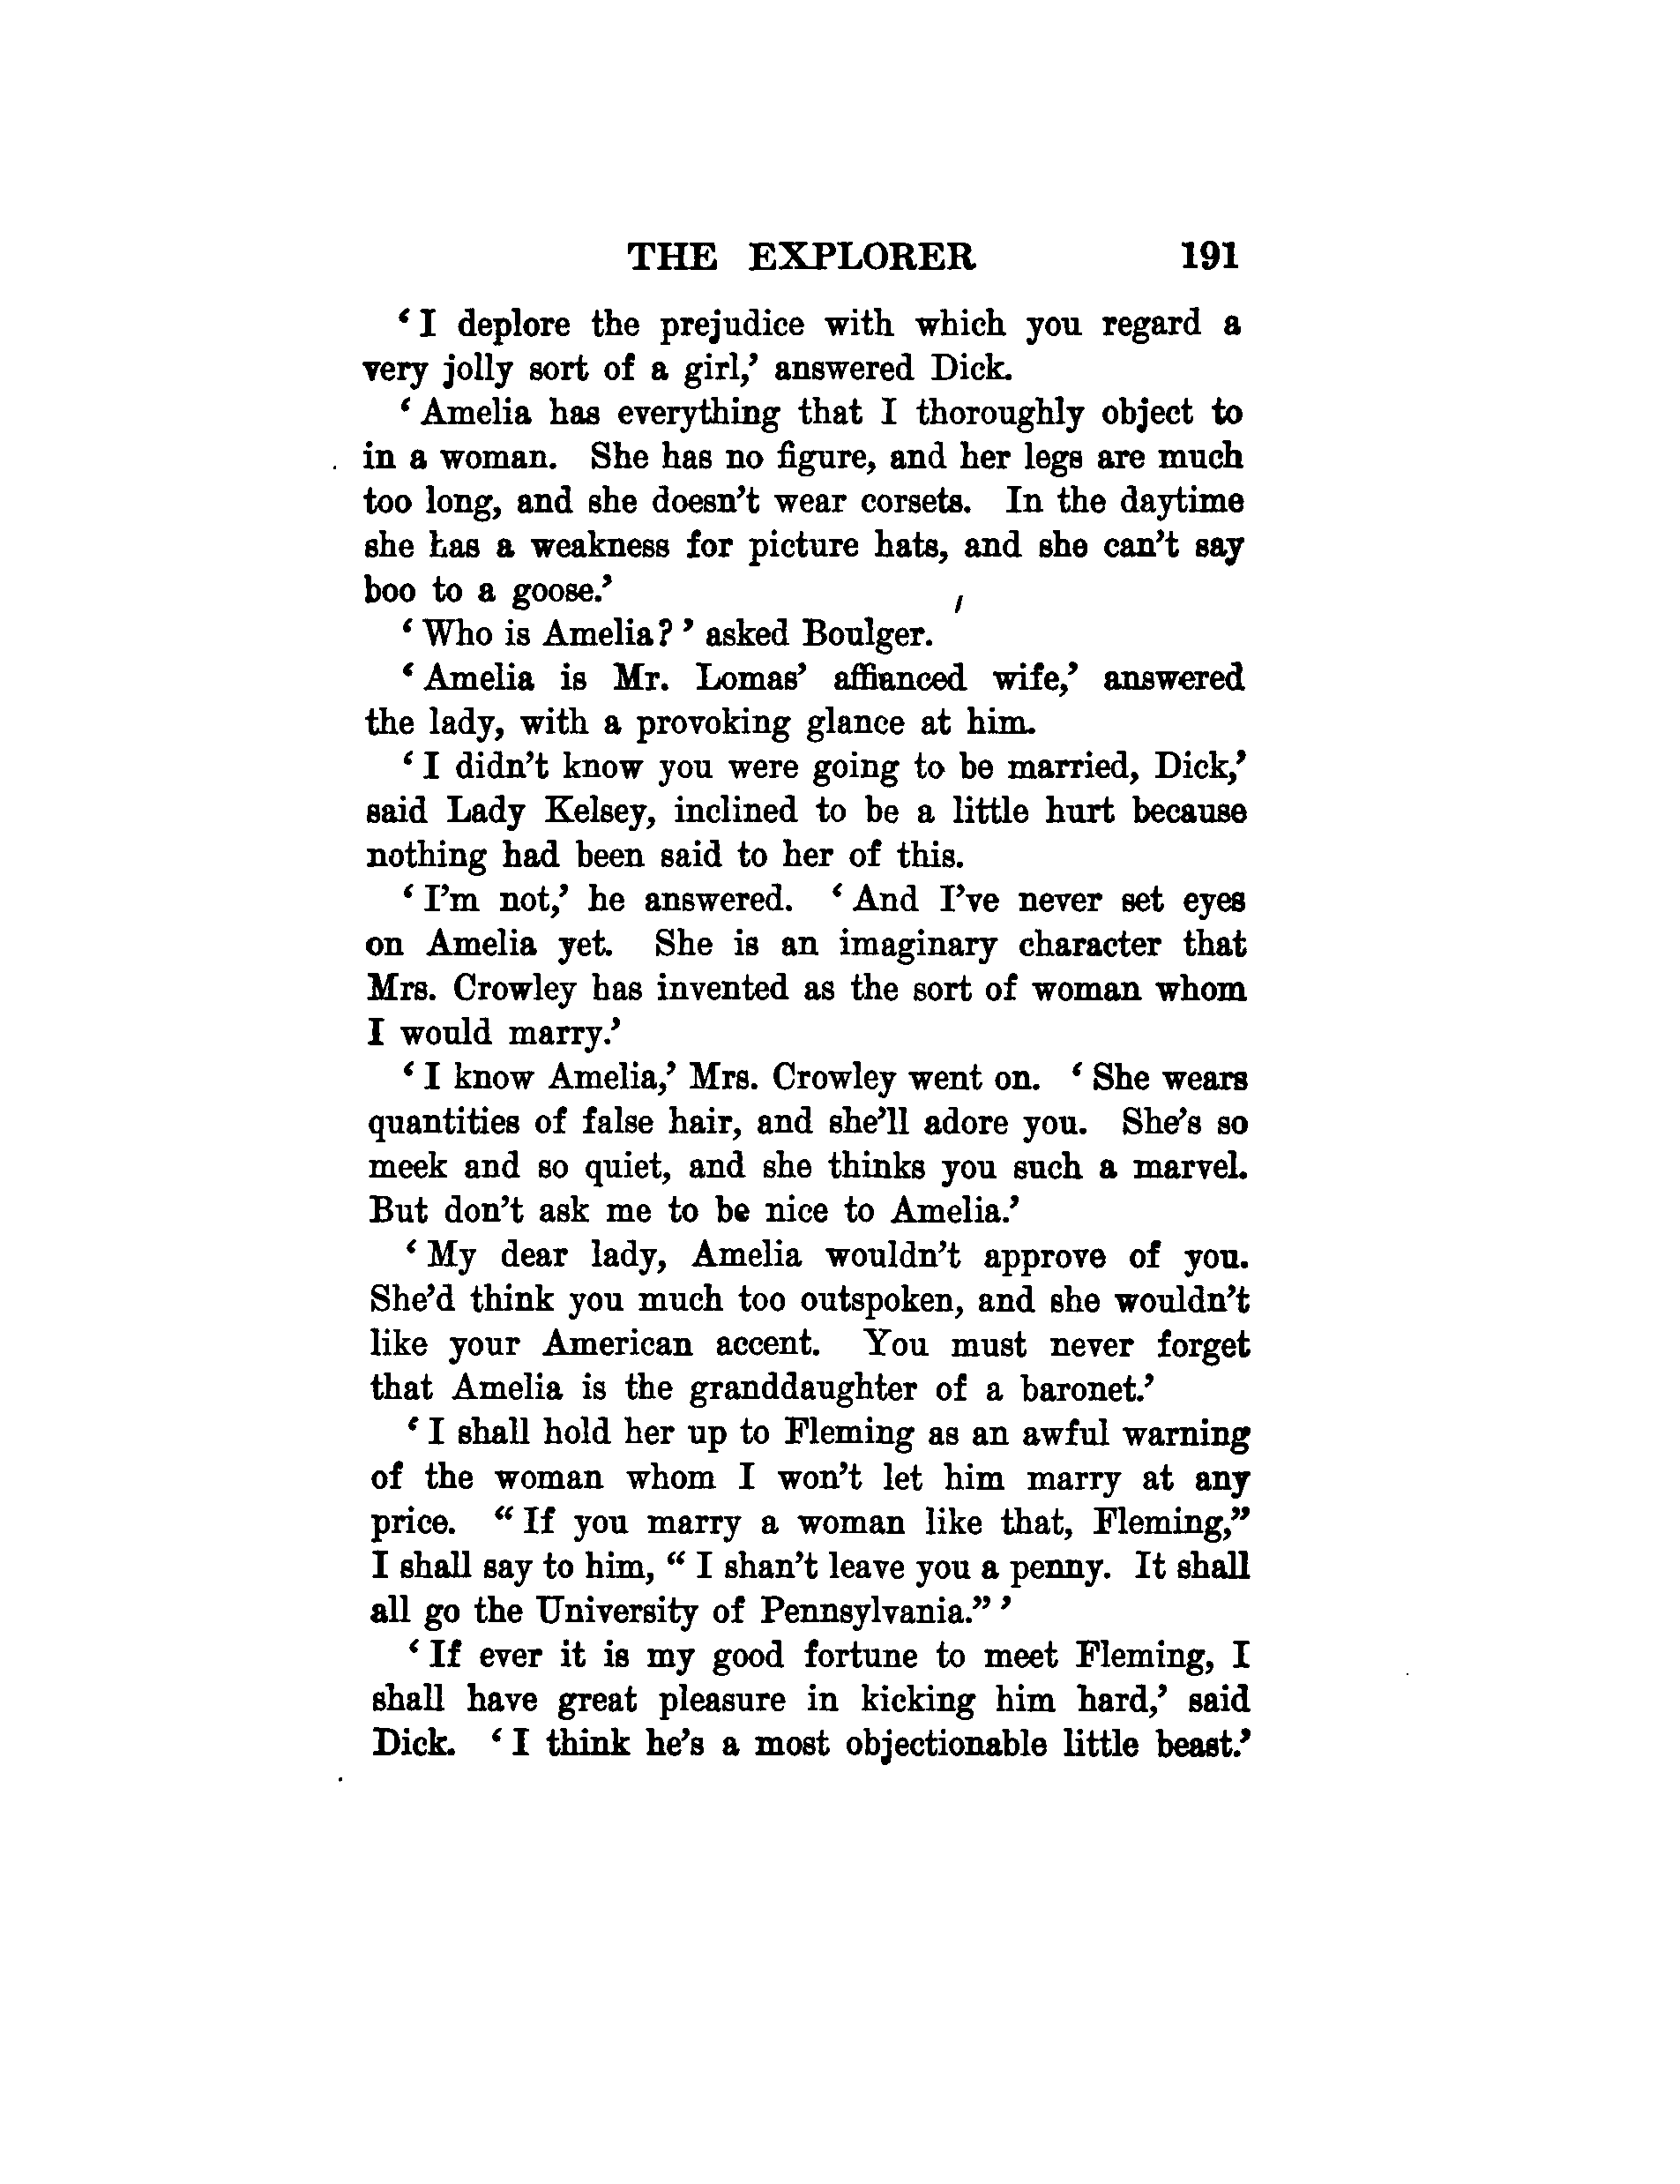 THE EXPLORER 191
‘I deplore the prejudice with which you regard a
very jolly sort of a girl,’ answered Dick.
‘Amelia has everything that I thoroughly object to
in a woman. She has no figure, and her legs are much
too long, and she doesn’t wear corsets. In the daytime
she has a weakness for picture hats, and she can’t say
boo to a goose.’
‘Who is Amelia?’ asked Boulger.
‘Amelia is Mr. Lomas’ affianced wife,’ answered
the lady, with a provoking glance at him.
‘I didn’t know you were going to be married, Dick,’
said Lady Kelsey, inclined to be a little hurt because
nothing had been said to her of this.
‘I’m not,’ he answered. ‘And I’ve never set eyes
on Amelia yet. She is an imaginary character that
Mrs. Crowley has invented as the sort of woman whom
I would marry.’
‘I know Amelia,’ Mrs. Crowley went on. ‘She wears
quantities of false hair, and she’ll adore you. She’s so
meek and so quiet, and she thinks you such a marvel.
But don’t ask me to be nice to Amelia.’
‘My dear lady, Amelia wouldn’t approve of you.
She’d think you much too outspoken, and she wouldn’t
like your American accent. You must never forget
that Amelia is the granddaughter of a baronet.’
‘I shall hold her up to Fleming as an awful warning
of the woman whom I won’t let him marry at any
price. “If you marry a woman like that, Fleming,”
I shall say to him, “I shan’t leave you a penny. It shall
all go the University of Pennsylvania.”’
‘If ever it is my good fortune to meet Fleming, I
shall have great pleasure in kicking him hard,’ said
Dick. ‘I think he’s a most objectionable little beast.’